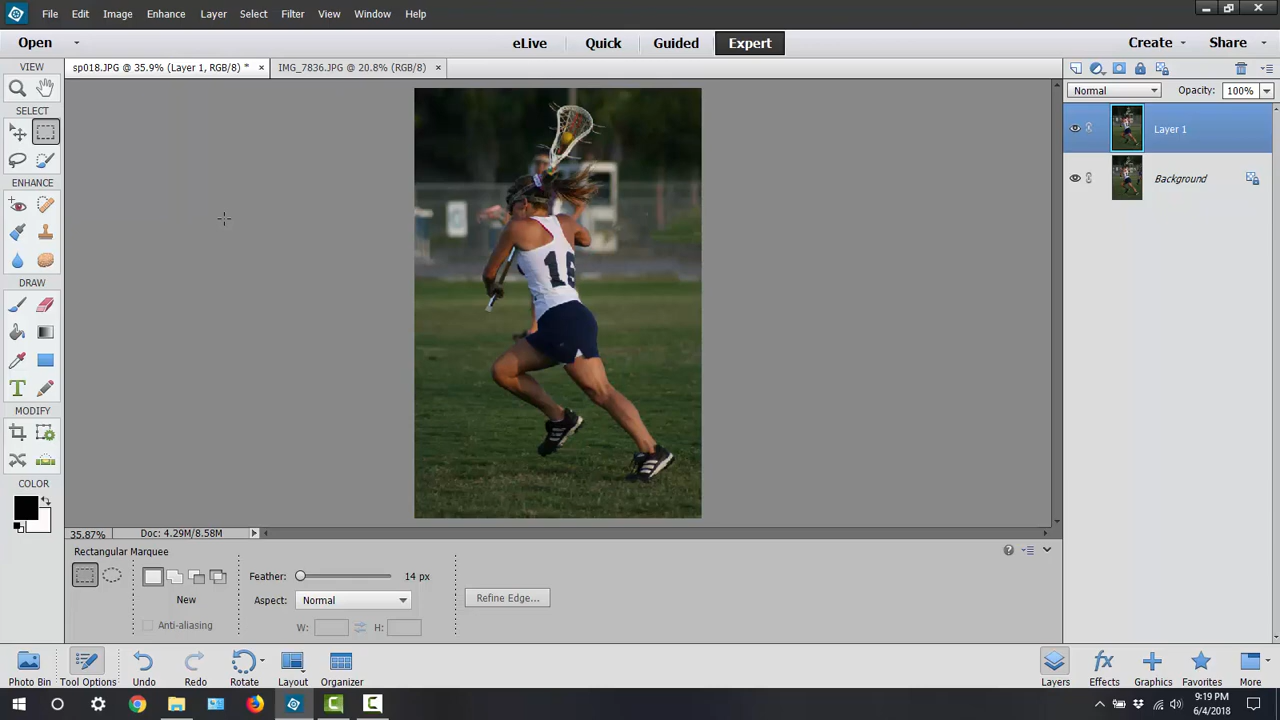 File Edit Image Enhance Layer Select Filter View Window Help
Open eLive Quick Guided Expert Create Share
VIEW sp018.JPG @ 35.9% (Layer 1, RGB/8) * IMG_7836.JPG @ 20.8% (RGB/8)
Normal Opacity: 100%
SELECT
Layer 1
Background
ENHANCE
16
DRAW
T
MODIFY
COLOR
35.87% Doc: 4.29M/8.58M
Rectangular Marquee
Feather: 14 px
New Aspect: Normal Refine Edge...
Anti-aliasing W: H:
Photo Bin Tool Options Undo Redo Rotate Layout Organizer Layers Effects Graphics Favorites More
9:19 PM
6/4/2018